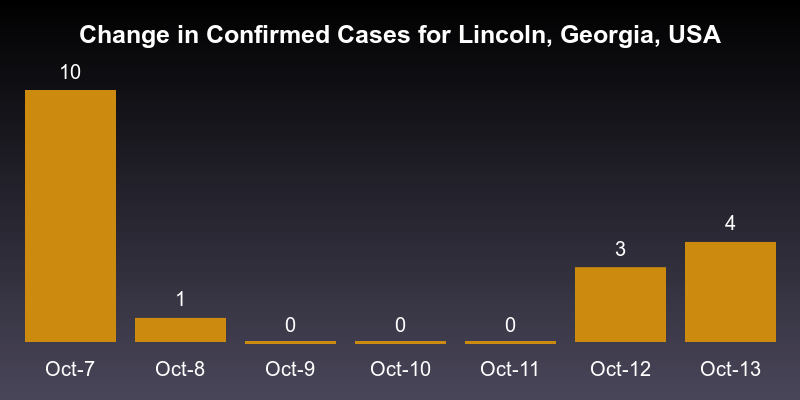 Change in Confirmed Cases for Lincoln, Georgia, USA
10
1
0
0
0
3
4
Oct-7
Oct-8
Oct-9
Oct-10
Oct-11
Oct-12
Oct-13